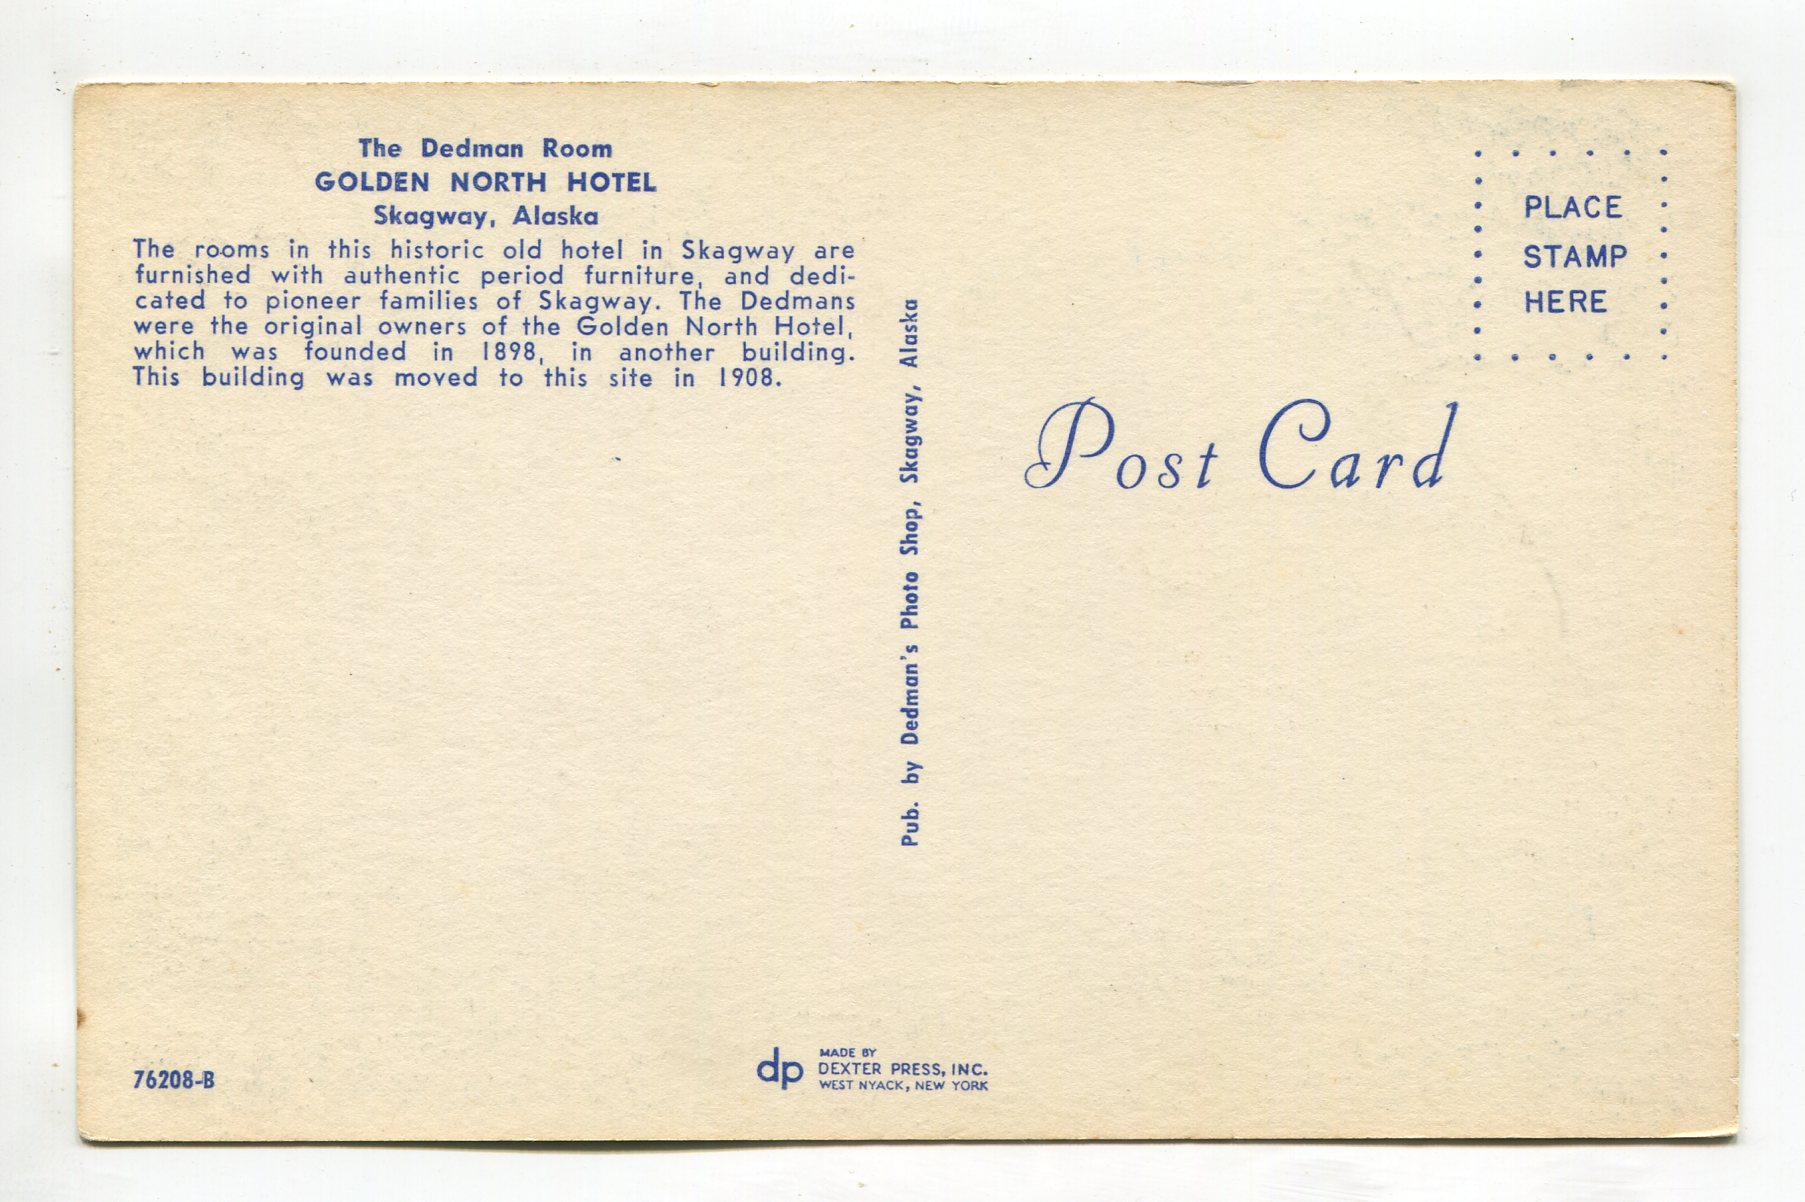 The Dedman Room
GOLDEN NORTH HOTEL
Skagway, Alaska
The rooms in this historic old hotel in Skagway are
furnished with authentic period furniture, and dedi-
cated to pioneer families of Skagway. The Dedmans
were the original owners of the Golden North Hotel,
which was founded in 1898, in another building.
This building was moved to this site in 1908.
76208-B
Pub. by Dedman's Photo Shop, Skagway, Alaska
dp
MADE BY
DEXTER PRESS, INC.
WEST NYACK, NEW YORK
PLACE
STAMP
HERE
Post Card